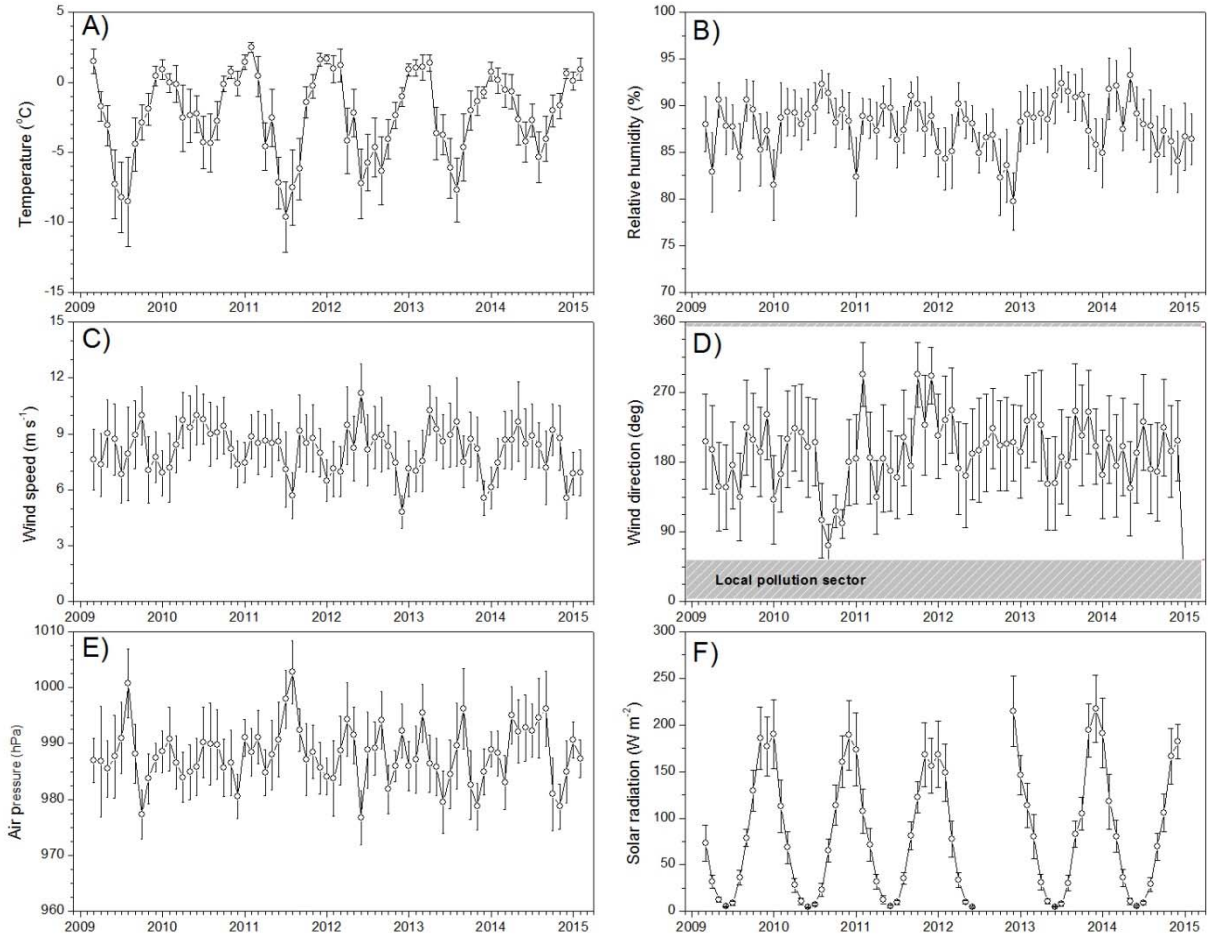 A)
5
0
-5
-10
-15
Temperature (°C)
2009 2010 2011 2012 2013 2014 2015
B)
100
95
90
85
80
75
70
Relative humidity (%)
2009 2010 2011 2012 2013 2014 2015
C)
15
12
9
6
3
0
Wind speed (m s-1)
2009 2010 2011 2012 2013 2014 2015
D)
360
270
180
90
0
Wind direction (deg)
Local pollution sector
2009 2010 2011 2012 2013 2014 2015
E)
1010
1000
990
980
970
960
Air pressure (hPa)
2009 2010 2011 2012 2013 2014 2015
F)
300
250
200
150
100
50
0
Solar radiation (W m-2)
2009 2010 2011 2012 2013 2014 2015